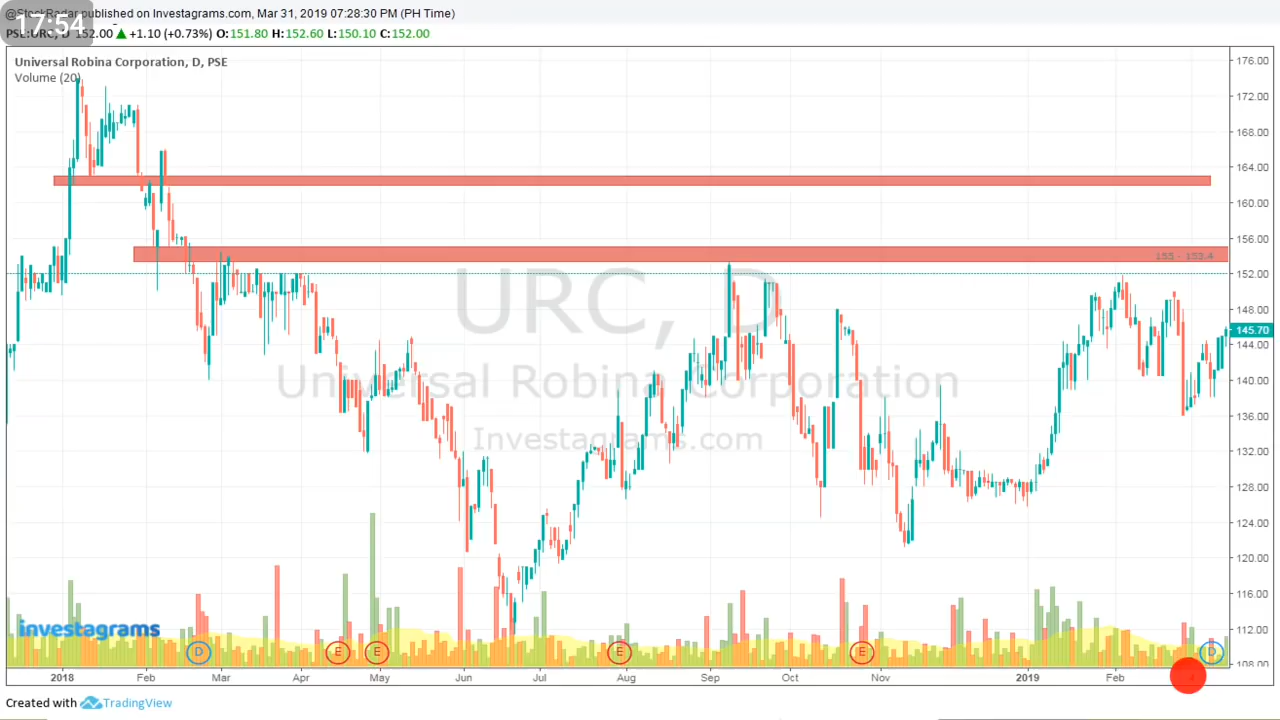 @StockRadar published on Investagrams.com, Mar 31, 2019 07:28:30 PM (PH Time)
17:54
PSE:URC, D 152.00 ▲ +1.10 (+0.73%) O:151.80 H:152.60 L:150.10 C:152.00
Universal Robina Corporation, D, PSE
Volume (20)
176.00
172.00
168.00
164.00
160.00
156.00
155 - 153.4
152.00
148.00
145.70
144.00
140.00
136.00
132.00
128.00
124.00
120.00
116.00
112.00
108.00
URC, D
Universal Robina Corporation
Investagrams.com
investagrams
D E E E E D
2018 Feb Mar Apr May Jun Jul Aug Sep Oct Nov 2019 Feb
Created with TradingView